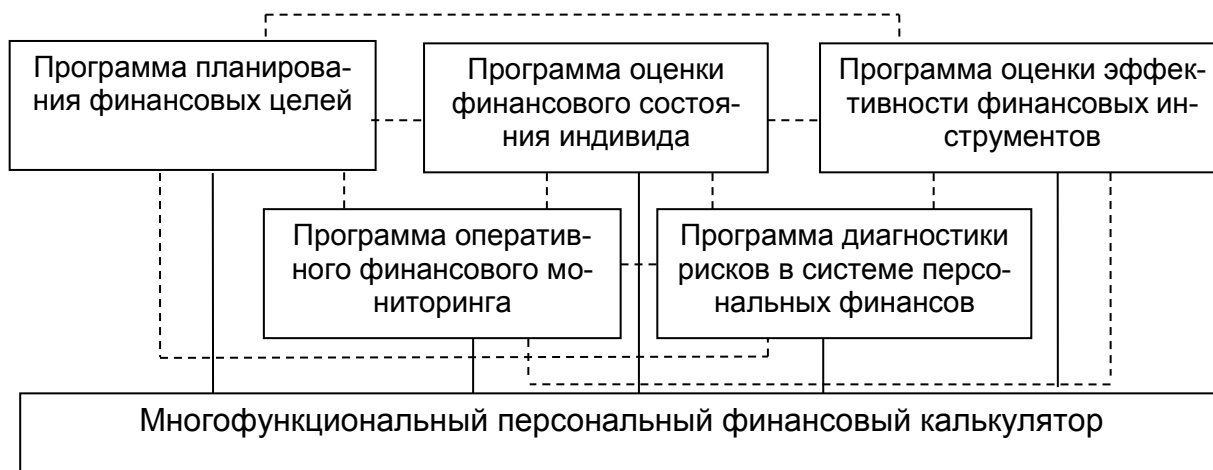 Программа планирова-
ния финансовых целей
Программа оценки
финансового состоя-
ния индивида
Программа оценки эффек-
тивности финансовых ин-
струментов
Программа оператив-
ного финансового мо-
ниторинга
Программа диагностики
рисков в системе персо-
нальных финансов
Многофункциональный персональный финансовый калькулятор